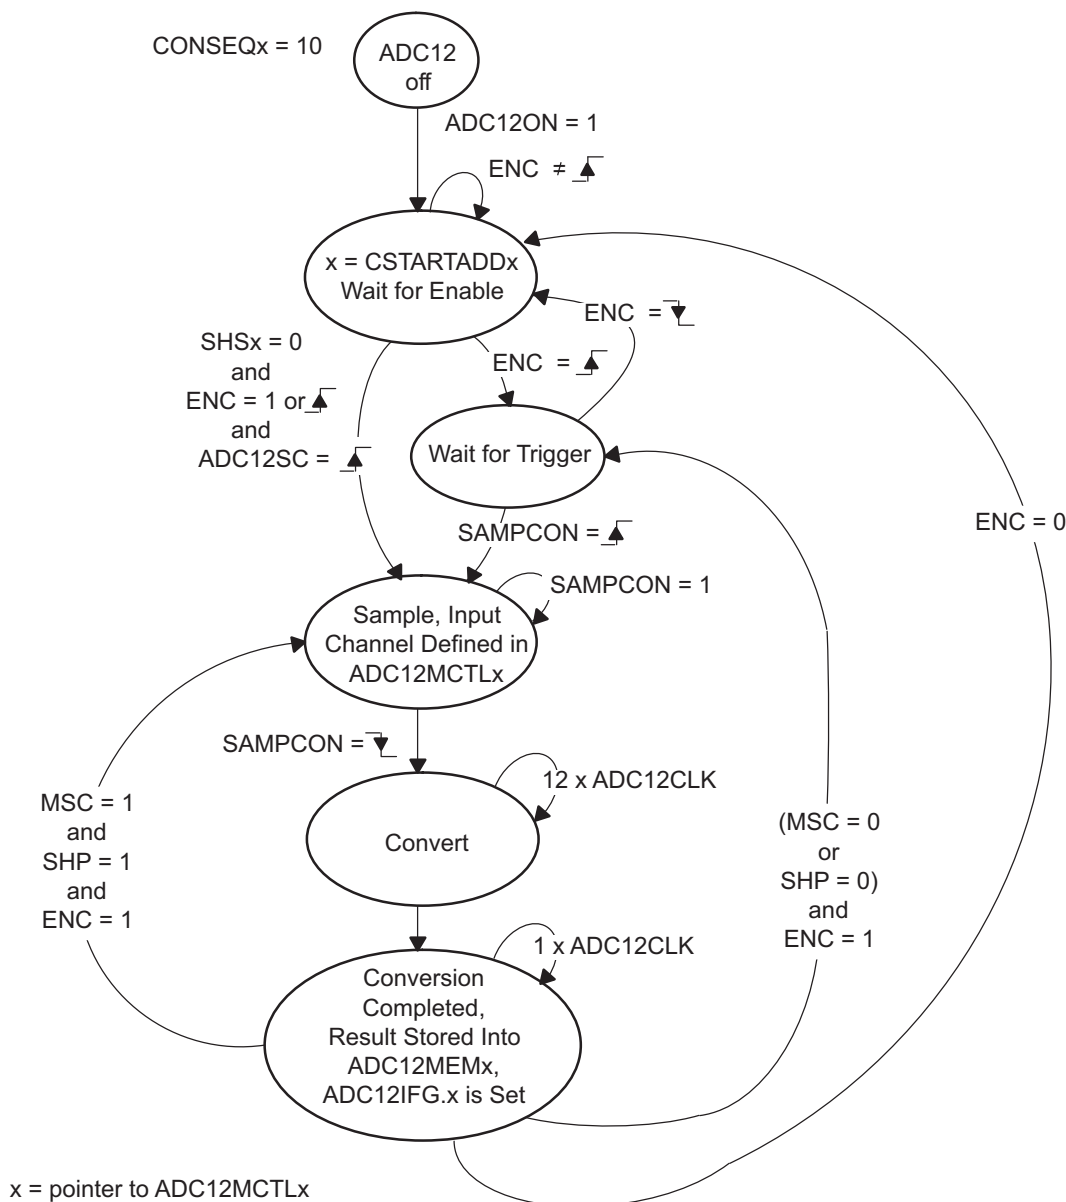 CONSEQx = 10
ADC12
off
ADC12ON = 1
ENC ≠
x = CSTARTADDx
Wait for Enable
ENC =
SHSx = 0
and
ENC = 1 or
and
ADC12SC =
ENC =
Wait for Trigger
ENC = 0
SAMPCON =
SAMPCON = 1
Sample, Input
Channel Defined in
ADC12MCTLx
SAMPCON =
12 x ADC12CLK
MSC = 1
and
SHP = 1
and
ENC = 1
Convert
(MSC = 0
or
SHP = 0)
and
ENC = 1
1 x ADC12CLK
Conversion
Completed,
Result Stored Into
ADC12MEMx,
ADC12IFG.x is Set
x = pointer to ADC12MCTLx